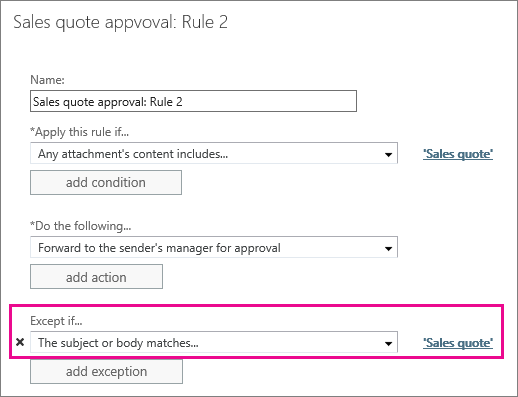 Sales quote appvoval: Rule 2
Name:
Sales quote approval: Rule 2
*Apply this rule if...
Any attachment's content includes... 'Sales quote'
add condition
*Do the following...
Forward to the sender's manager for approval
add action
Except if...
The subject or body matches... 'Sales quote'
add exception